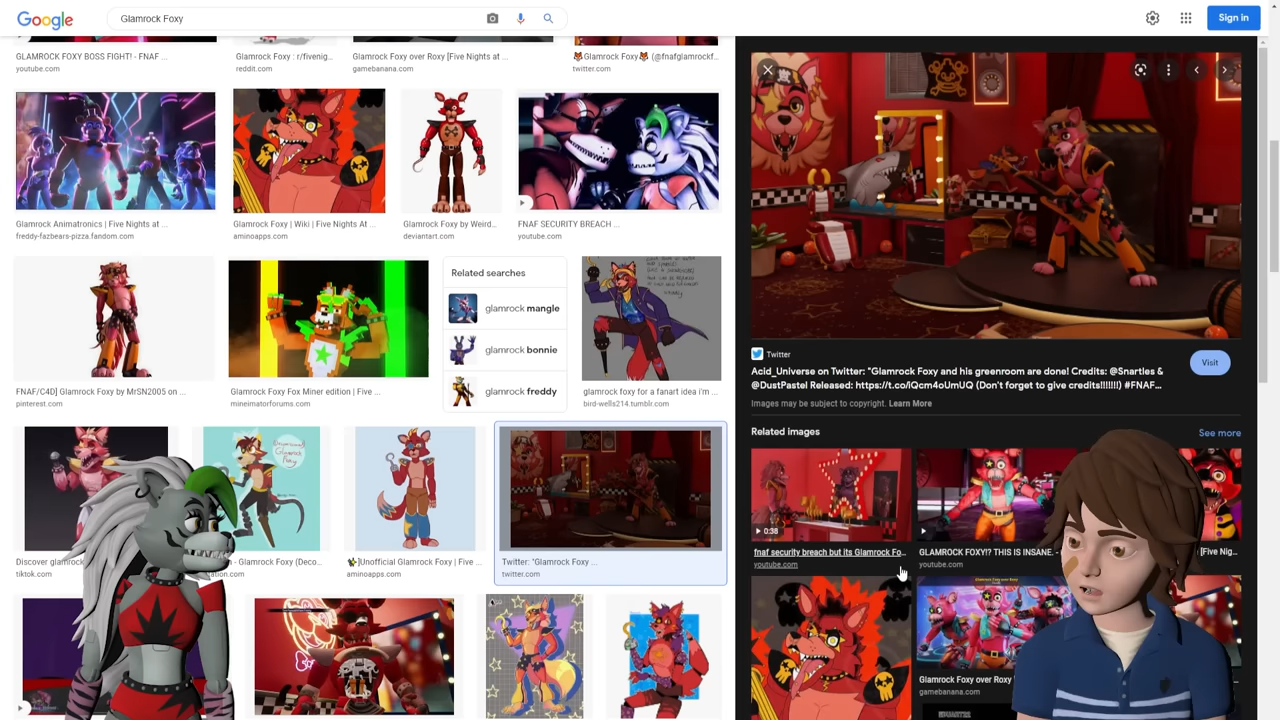 Google
Glamrock Foxy
Sign in
GLAMROCK FOXY BOSS FIGHT! - FNAF ...
youtube.com
Glamrock Foxy : r/fivenig...
reddit.com
Glamrock Foxy over Roxy [Five Nights at ...
gamebanana.com
🦊Glamrock Foxy🦊 (@fnafglamrockf...
twitter.com
Glamrock Animatronics | Five Nights at ...
freddy-fazbears-pizza.fandom.com
Glamrock Foxy | Wiki | Five Nights At ...
aminoapps.com
Glamrock Foxy by Weird...
deviantart.com
FNAF SECURITY BREACH ...
youtube.com
Related searches
glamrock mangle
glamrock bonnie
glamrock freddy
FNAF/C4D] Glamrock Foxy by MrSN2005 on ...
pinterest.com
Glamrock Foxy Fox Miner edition | Five ...
mineimatorforums.com
glamrock foxy for a fanart idea i'm ...
bird-wells214.tumblr.com
Discover glamrock
tiktok.com
- Glamrock Foxy (Deco...
ation.com
🌿]Unofficial Glamrock Foxy | Five ...
aminoapps.com
Twitter: "Glamrock Foxy ...
twitter.com
Twitter
Acid_Universe on Twitter: "Glamrock Foxy and his greenroom are done! Credits: @Snartles &
@DustPastel Released: https://t.co/lQcm4oUmUQ (Don't forget to give credits!!!!!!!) #FNAF...
Visit
Images may be subject to copyright. Learn More
Related images
See more
0:38
fnaf security breach but its Glamrock Fo...
youtube.com
GLAMROCK FOXY!? THIS IS INSANE. -
youtube.com
[Five Nig...
Glamrock Foxy over Roxy
gamebanana.com